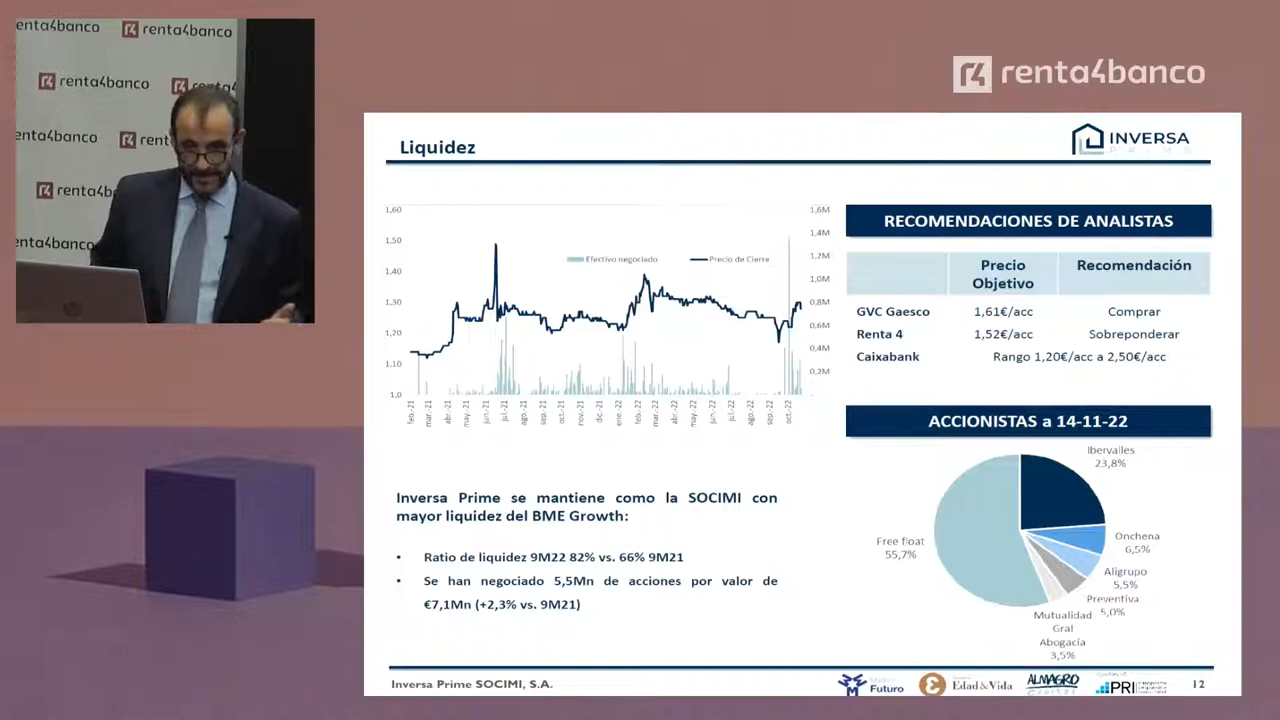 enta4banco
renta4banco
renta4banco
renta4
enta4banco
rent
renta4b
enta4banco
renta4banco
Liquidez
INVERSA
PRIME
1,60
1,50
1,40
1,30
1,20
1,10
1,0
1,6M
1,4M
1,2M
1,0M
0,8M
0,6M
0,4M
0,2M
-
Efectivo negociado
Precio de Cierre
feb.-21
mar.-21
abr.-21
may.-21
jun.-21
jul.-21
ago.-21
sep.-21
oct.-21
nov.-21
dic.-21
ene.-22
feb.-22
mar.-22
abr.-22
may.-22
jun.-22
jul.-22
ago.-22
sep.-22
oct.-22
RECOMENDACIONES DE ANALISTAS
Precio Objetivo Recomendación
GVC Gaesco 1,61€/acc Comprar
Renta 4 1,52€/acc Sobreponderar
Caixabank Rango 1,20€/acc a 2,50€/acc
ACCIONISTAS a 14-11-22
Ibervalles
23,8%
Onchena
6,5%
Aligrupo
5,5%
Preventiva
5,0%
Mutualidad
Gral
Abogacía
3,5%
Free float
55,7%
Inversa Prime se mantiene como la SOCIMI con
mayor liquidez del BME Growth:
• Ratio de liquidez 9M22 82% vs. 66% 9M21
• Se han negociado 5,5Mn de acciones por valor de
€7,1Mn (+2,3% vs. 9M21)
Inversa Prime SOCIMI, S.A.
Futuro
Edad&Vida
ALMAGRO
Capital
PRI
12